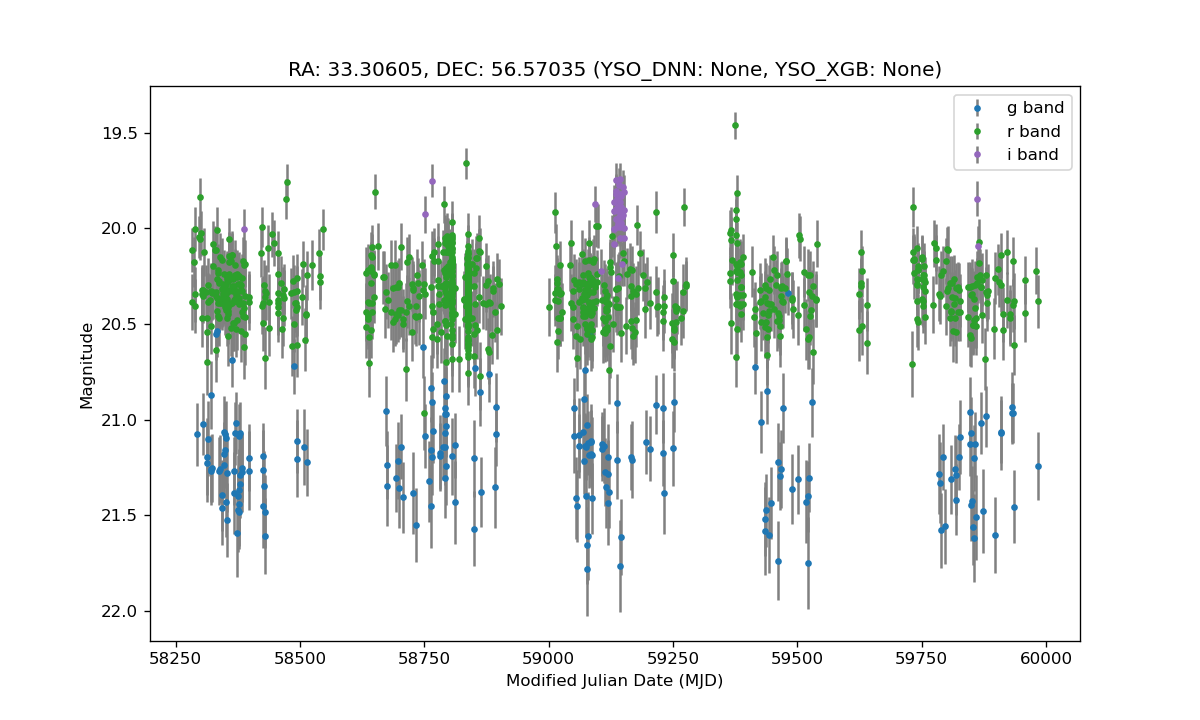 RA: 33.30605, DEC: 56.57035 (YSO_DNN: None, YSO_XGB: None)
g band
r band
i band
19.5
20.0
20.5
21.0
21.5
22.0
Magnitude
58250 58500 58750 59000 59250 59500 59750 60000
Modified Julian Date (MJD)